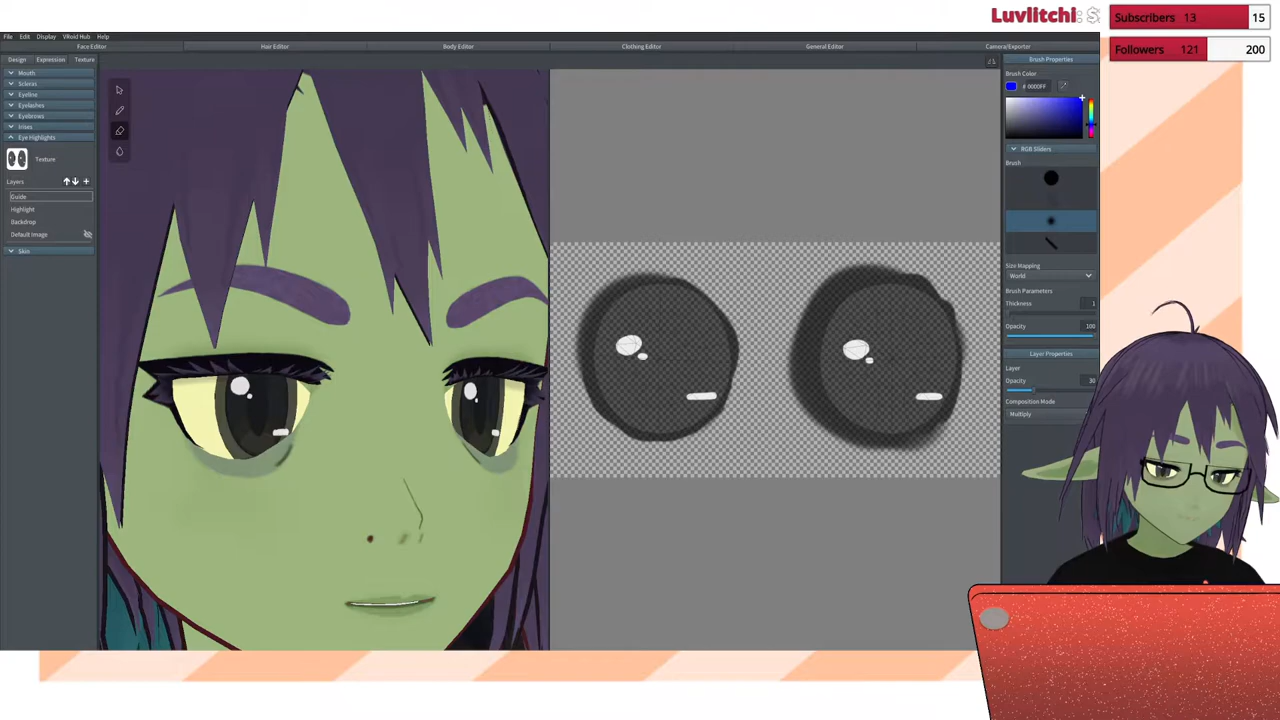 Luvlitchi: $
Subscribers 13
15
Followers 121
200
File Edit Display VRoid Hub Help
Face Editor
Hair Editor
Body Editor
Clothing Editor
General Editor
Camera/Exporter
Design Expression Texture
Mouth
Scleras
Eyeline
Eyelashes
Eyebrows
Irises
Eye Highlights
Texture
Layers
Guide
Highlight
Backdrop
Default Image
Skin
Brush Properties
Brush Color
# 0000FF
RGB Sliders
Brush
Size Mapping
World
Brush Parameters
Thickness 1
Opacity 100
Layer Properties
Layer
Opacity 30
Composition Mode
Multiply